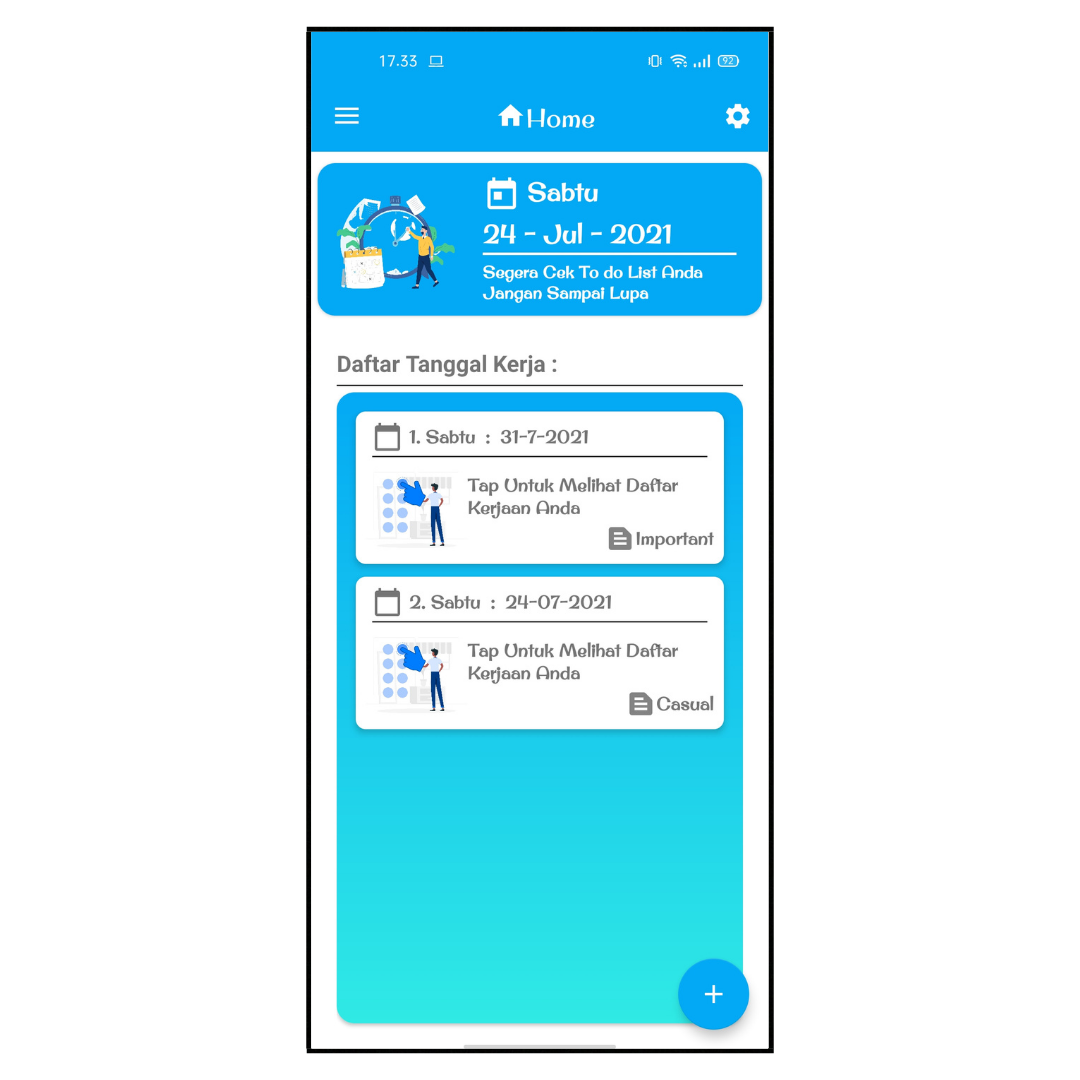 17.33
92
Home
Sabtu
24 - Jul - 2021
Segera Cek To do List Anda
Jangan Sampai Lupa
Daftar Tanggal Kerja :
1. Sabtu : 31-7-2021
Tap Untuk Melihat Daftar
Kerjaan Anda
Important
2. Sabtu : 24-07-2021
Tap Untuk Melihat Daftar
Kerjaan Anda
Casual
+